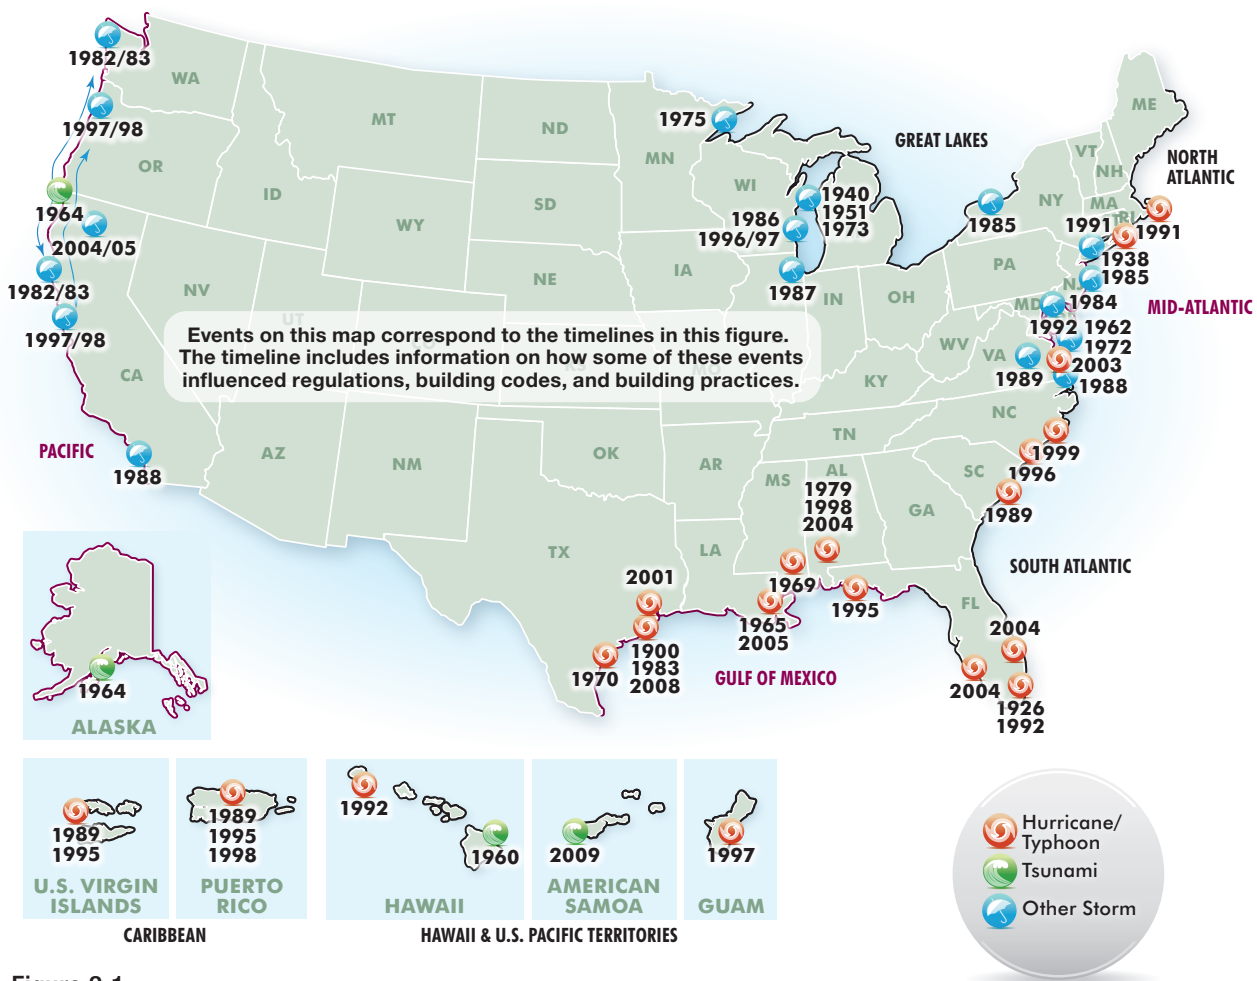 1982/83
WA
1997/98
OR
1964
2004/05
1982/83
1997/98
MT
ID
WY
NV
UT
CO
CA
AZ
NM
PACIFIC
1988
ND
SD
NE
KS
OK
TX
1975
MN
WI
IA
MO
AR
LA
GREAT LAKES
1940
1951
1973
1986
1996/97
1987
IN
OH
KY
TN
MS
AL
1979
1998
2004
GA
1985
NY
PA
WV
VA
MD
NJ
NC
SC
FL
ME
VT
NH
MA
RI
NORTH
ATLANTIC
1991
1991
1938
1985
1984
MID-ATLANTIC
1992
1962
1972
2003
1989
1988
1999
1996
1989
SOUTH ATLANTIC
Events on this map correspond to the timelines in this figure.
The timeline includes information on how some of these events
influenced regulations, building codes, and building practices.
2001
1900
1983
2008
1970
1969
1965
2005
1995
GULF OF MEXICO
2004
2004
1926
1992
1964
ALASKA
1989
1995
U.S. VIRGIN
ISLANDS
1989
1995
1998
PUERTO
RICO
CARIBBEAN
1992
1960
HAWAII
2009
AMERICAN
SAMOA
1997
GUAM
HAWAII & U.S. PACIFIC TERRITORIES
Hurricane/
Typhoon
Tsunami
Other Storm